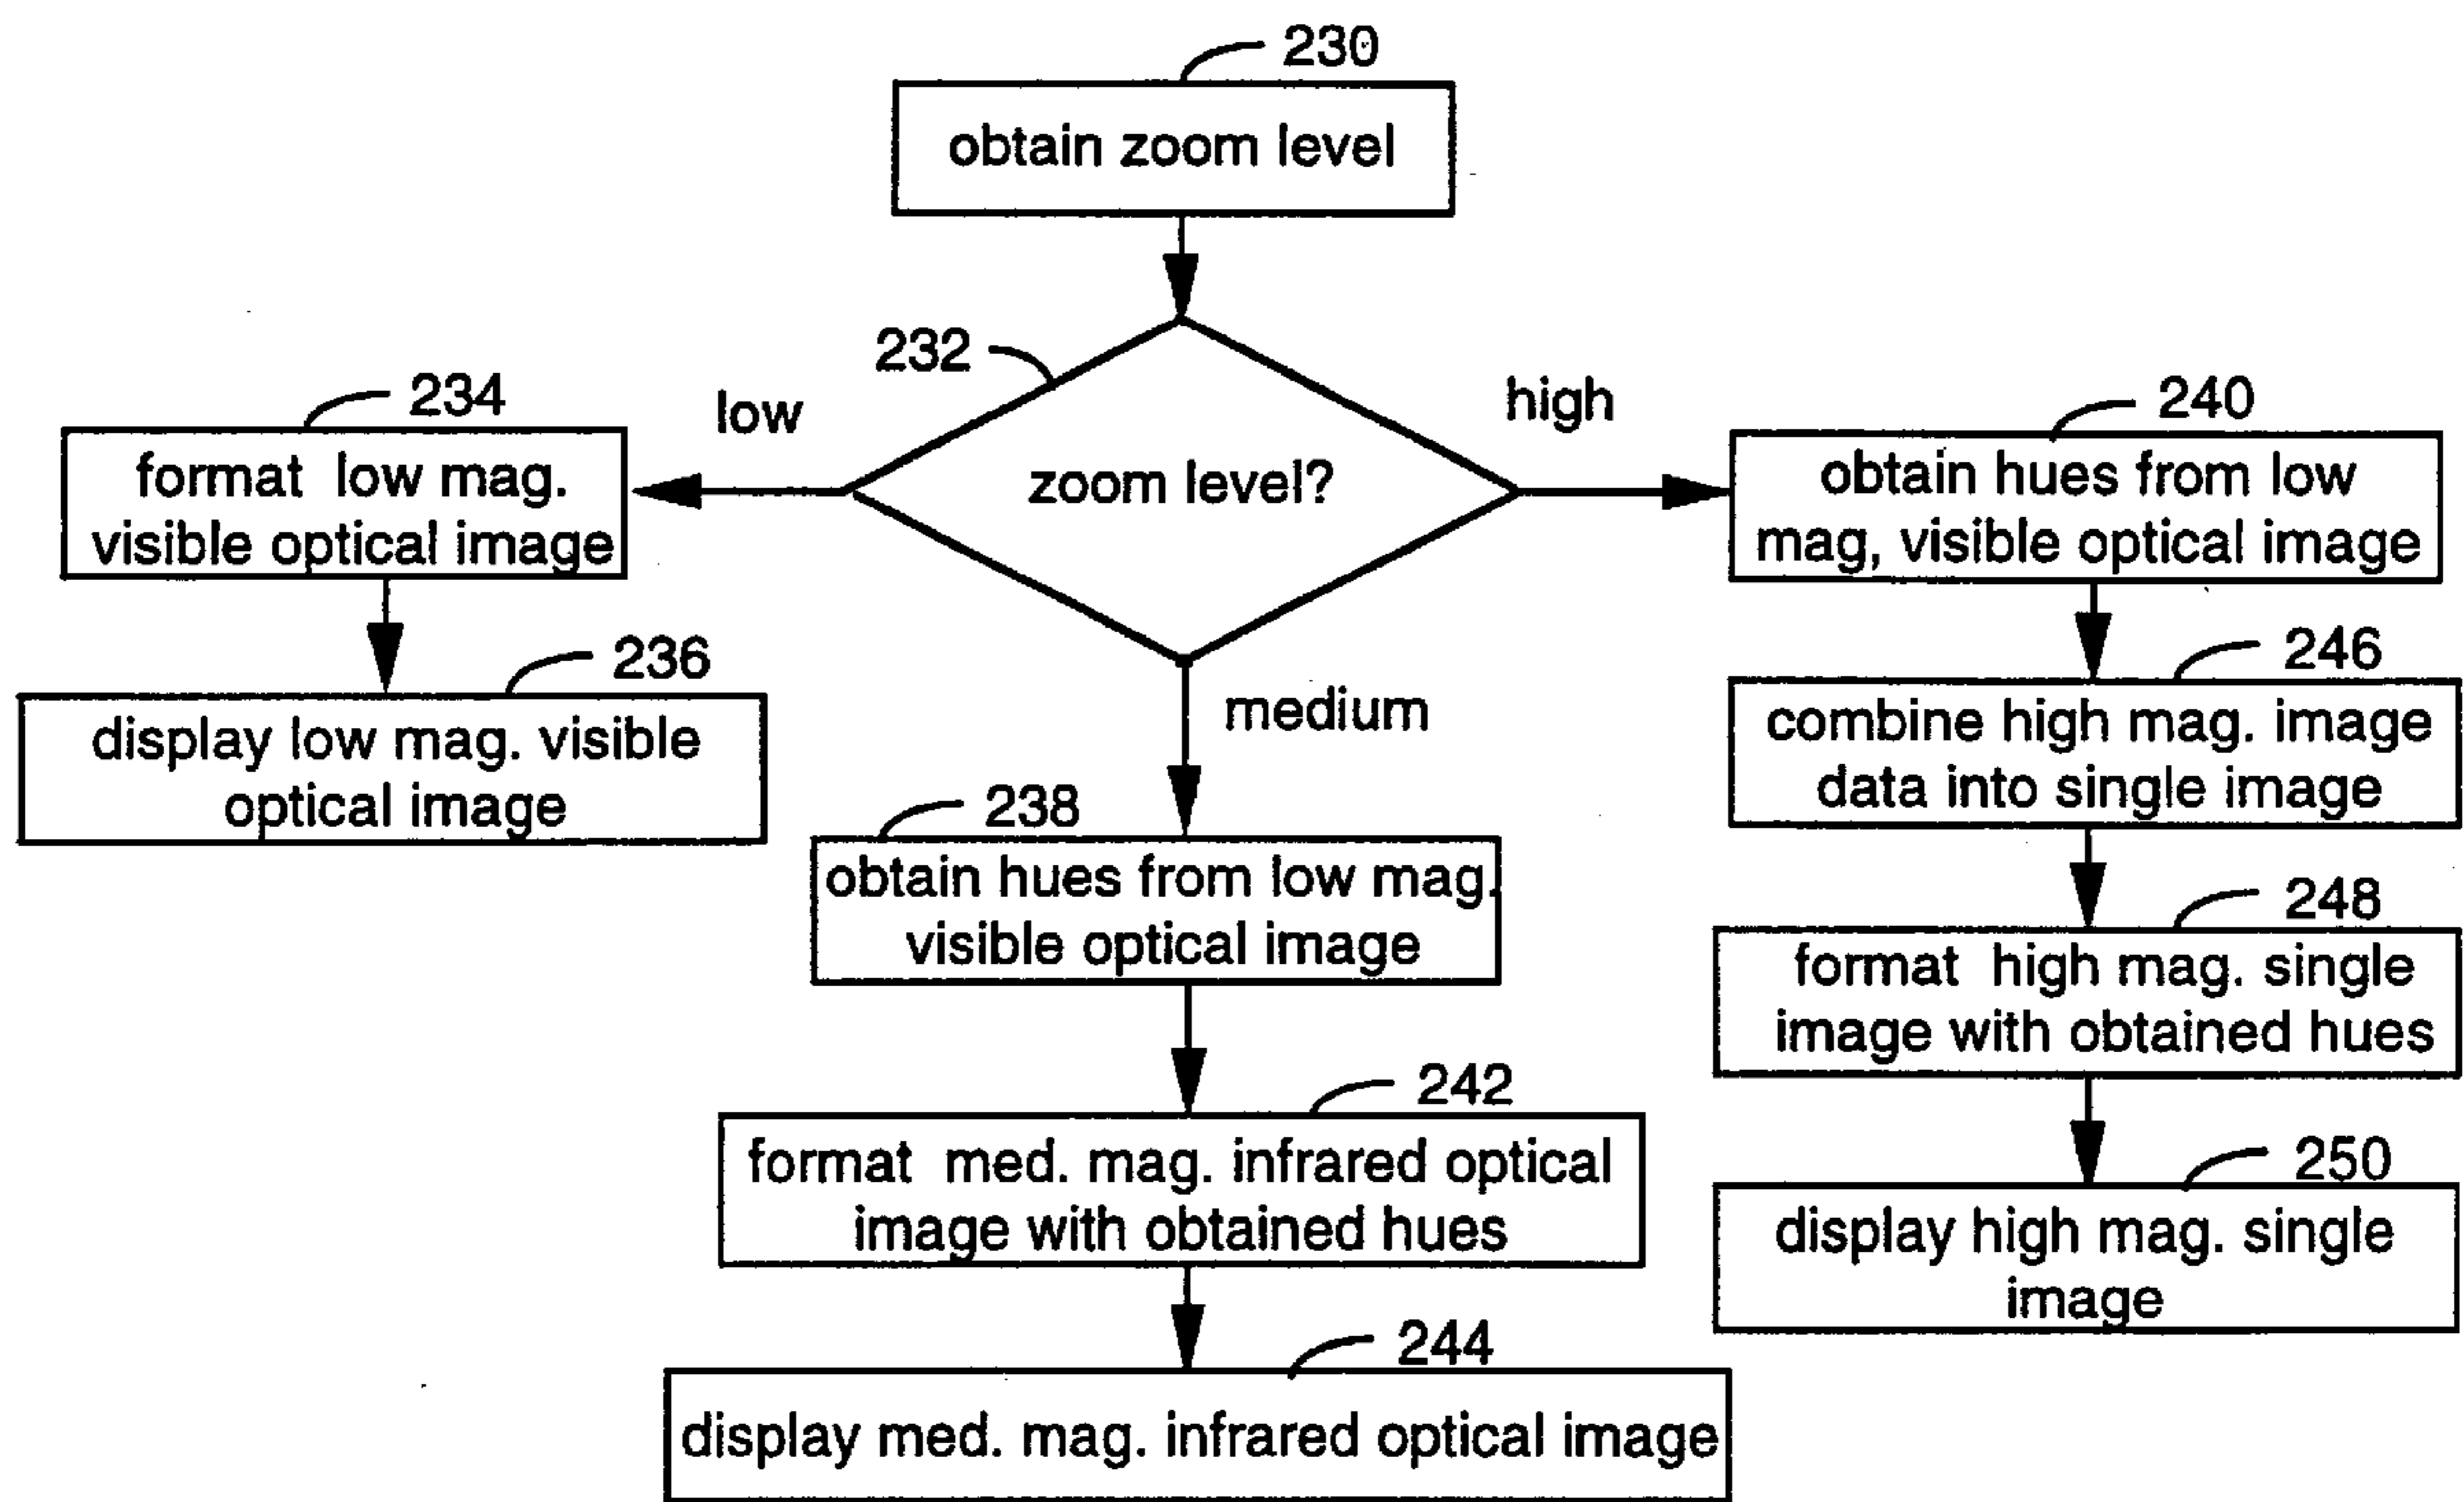 230
obtain zoom level
232
zoom level?
low
high
medium
234
format low mag.
visible optical image
236
display low mag. visible
optical image
238
obtain hues from low mag.
visible optical image
242
format med. mag. infrared optical
image with obtained hues
244
display med. mag. infrared optical image
240
obtain hues from low
mag, visible optical image
246
combine high mag. image
data into single image
248
format high mag. single
image with obtained hues
250
display high mag. single
image